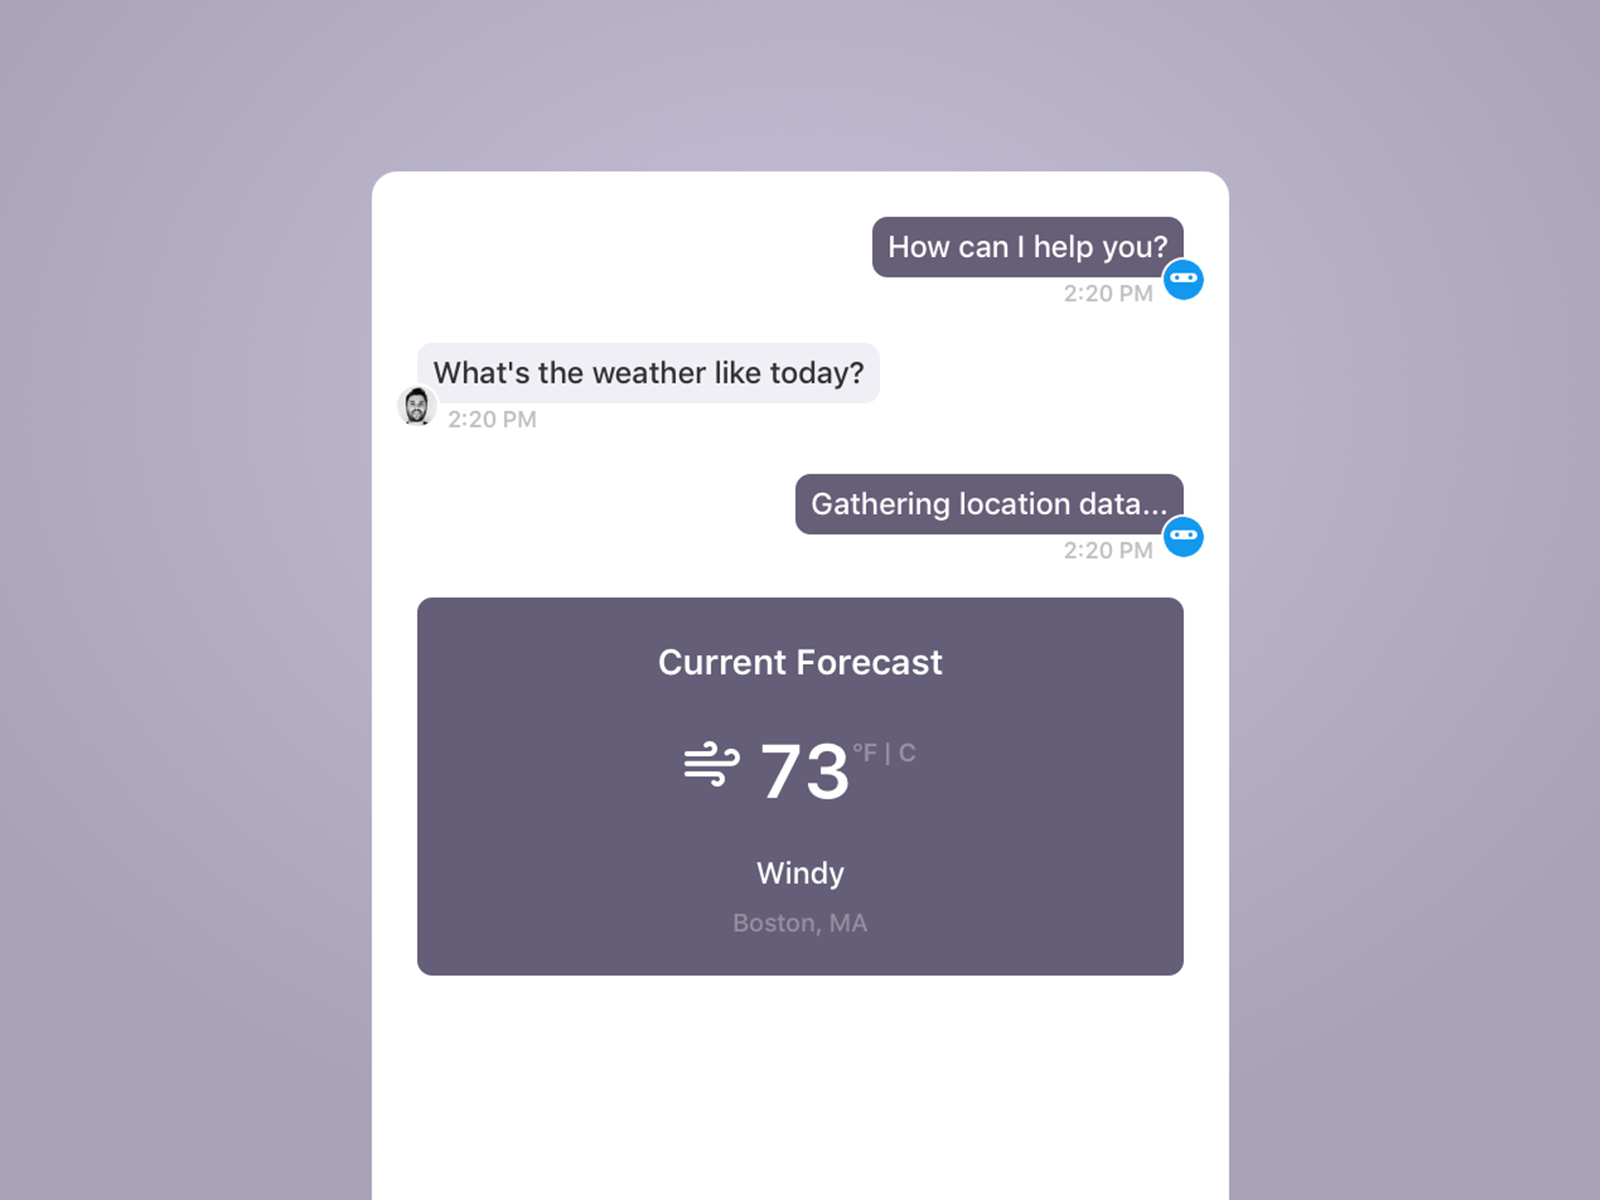 How can I help you?
2:20 PM
What's the weather like today?
2:20 PM
Gathering location data...
2:20 PM
Current Forecast
73 °F | C
Windy
Boston, MA